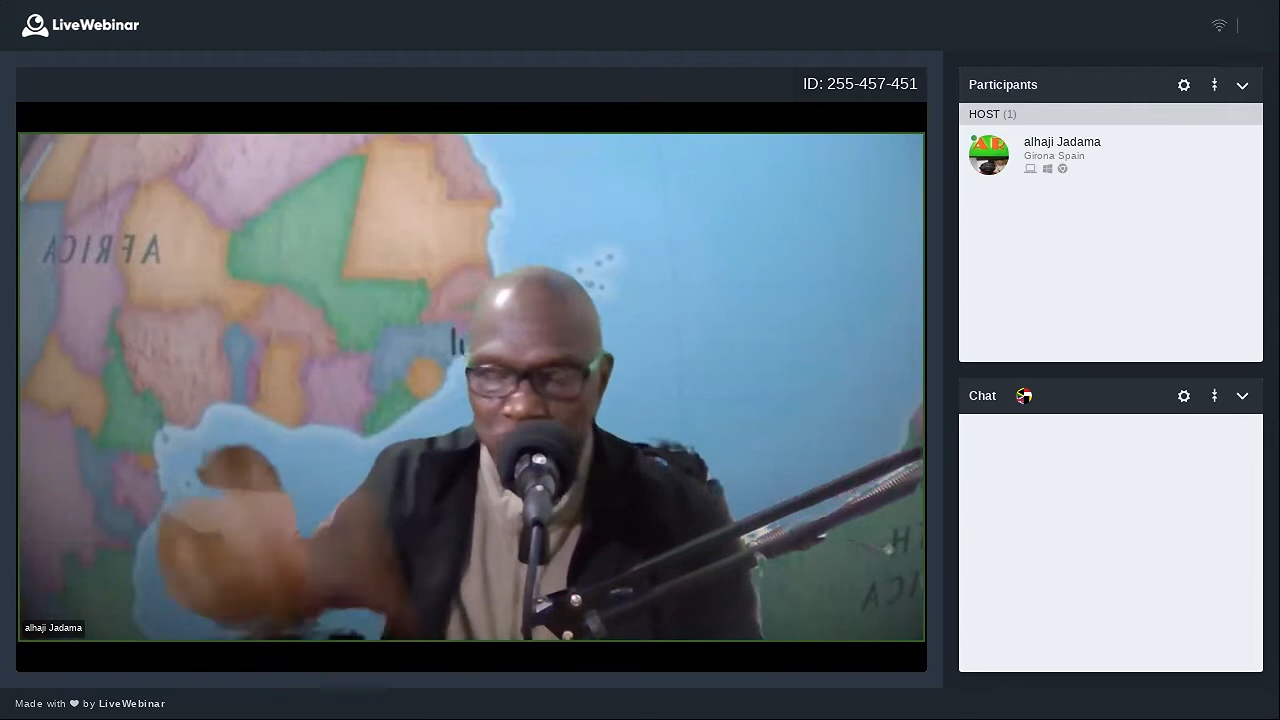 LiveWebinar
ID: 255-457-451
Participants
HOST (1)
alhaji Jadama
Girona Spain
Chat
AFRICA
alhaji Jadama
Made with ❤ by LiveWebinar